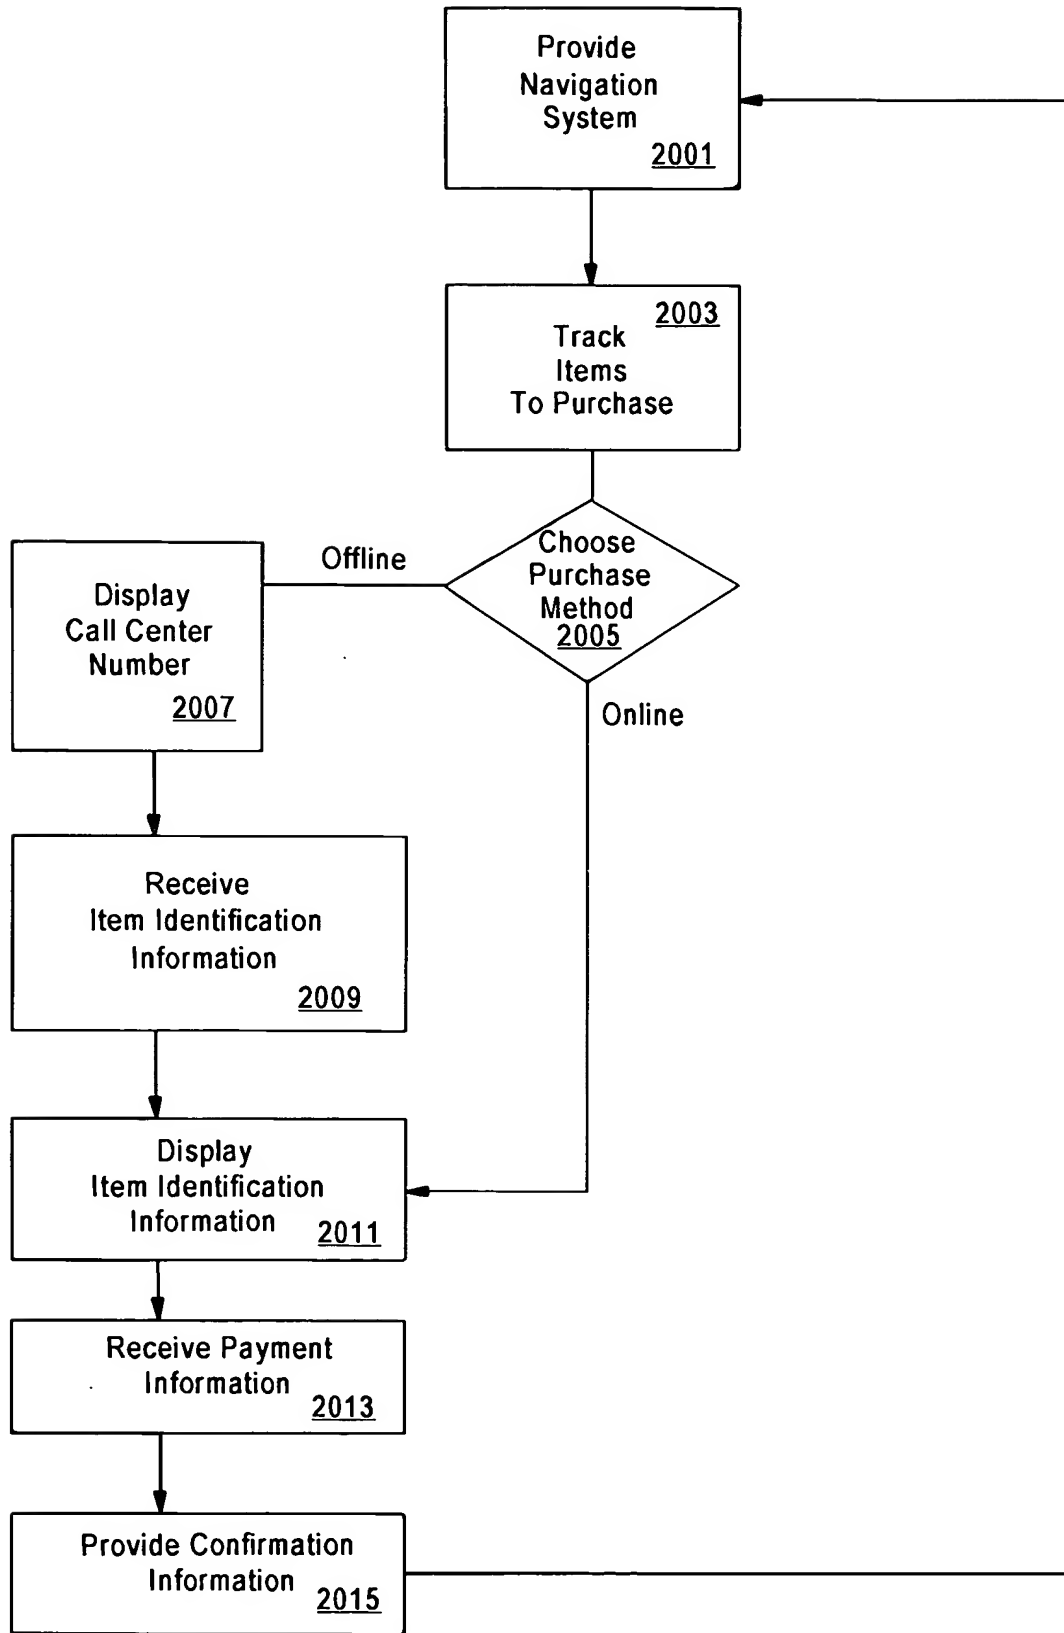 Provide
Navigation
System
2001
2003
Track
Items
To Purchase
Choose
Purchase
Method
2005
Offline
Online
Display
Call Center
Number
2007
Receive
Item Identification
Information
2009
Display
Item Identification
Information
2011
Receive Payment
Information
2013
Provide Confirmation
Information
2015